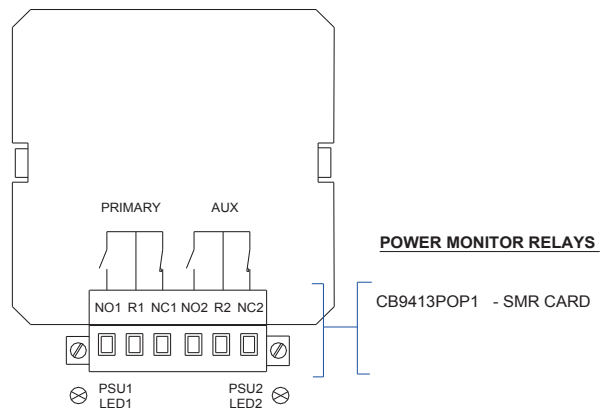 PRIMARY AUX
POWER MONITOR RELAYS
NO1 R1 NC1 NO2 R2 NC2
CB9413POP1 - SMR CARD
PSU1 PSU2
LED1 LED2